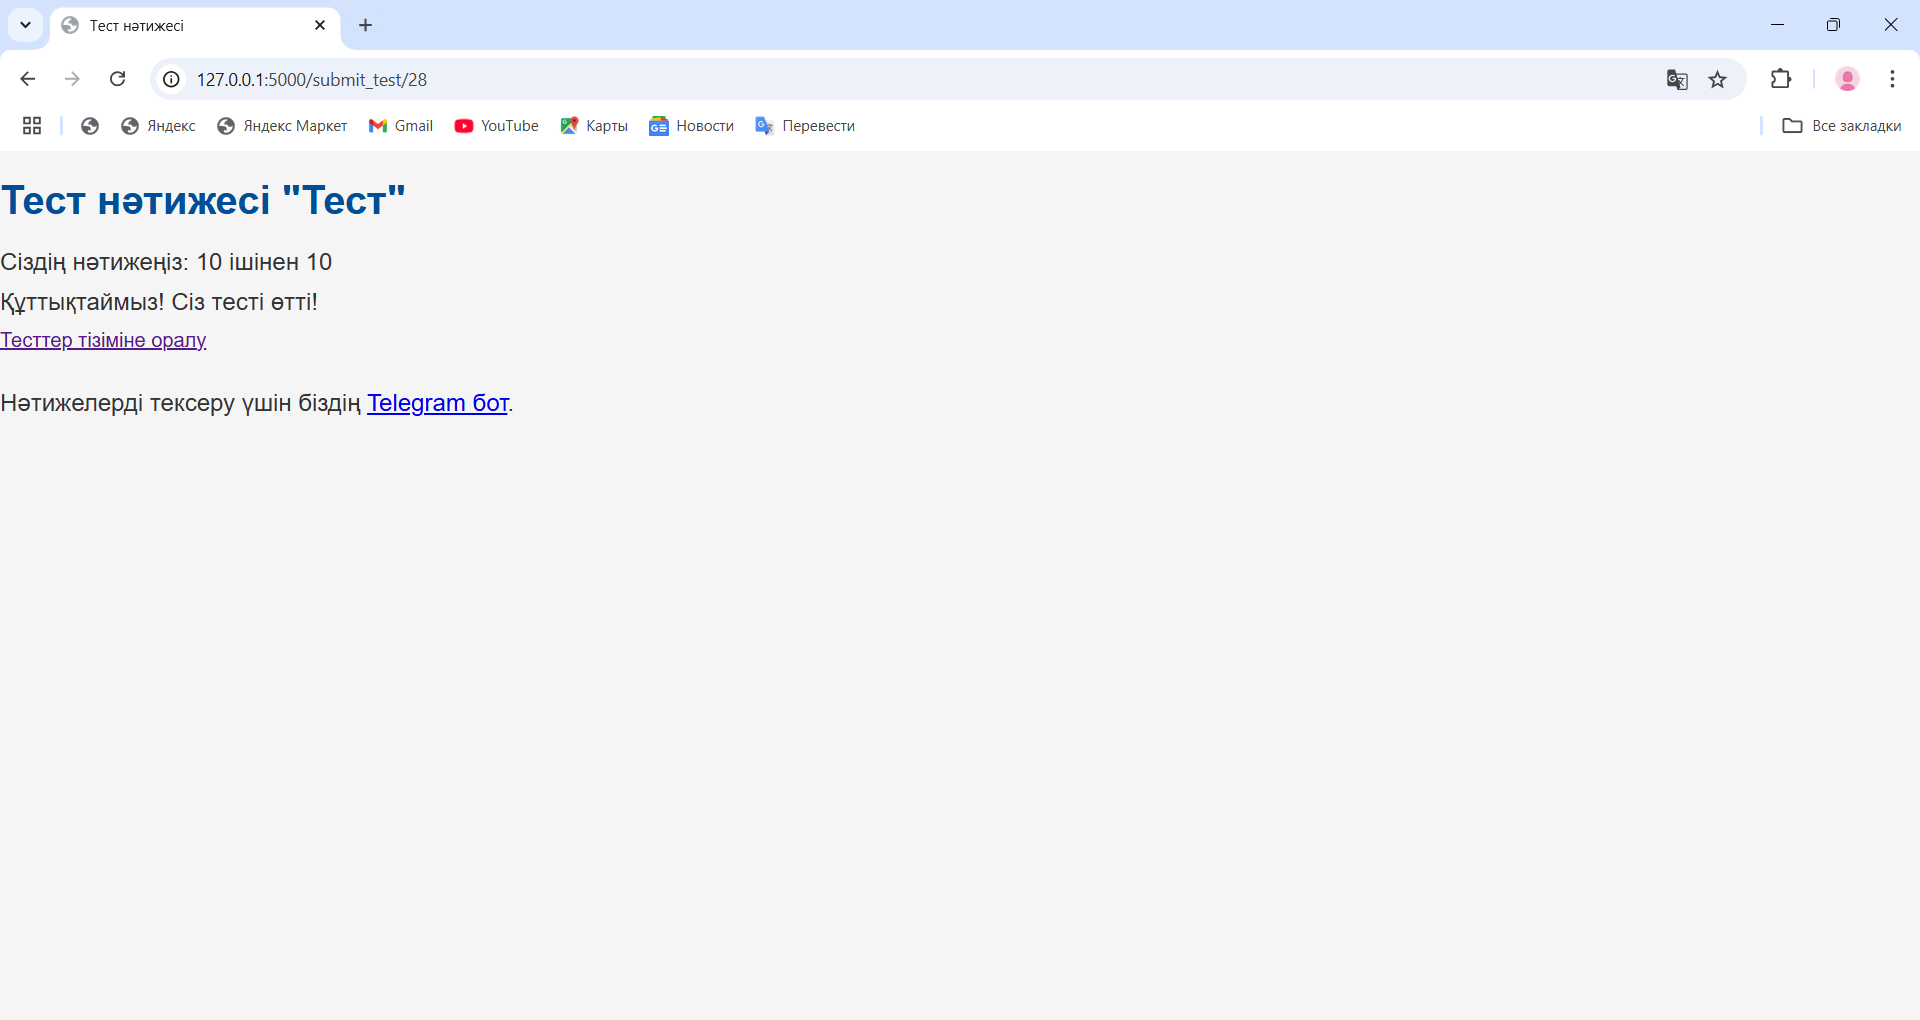 Тест нәтижесі
127.0.0.1:5000/submit_test/28
Яндекс Яндекс Маркет Gmail YouTube Карты Новости Перевести Все закладки
Тест нәтижесі "Тест"
Сіздің нәтижеңіз: 10 ішінен 10
Құттықтаймыз! Сіз тесті өтті!
Тесттер тізіміне оралу
Нәтижелерді тексеру үшін біздің Telegram бот.